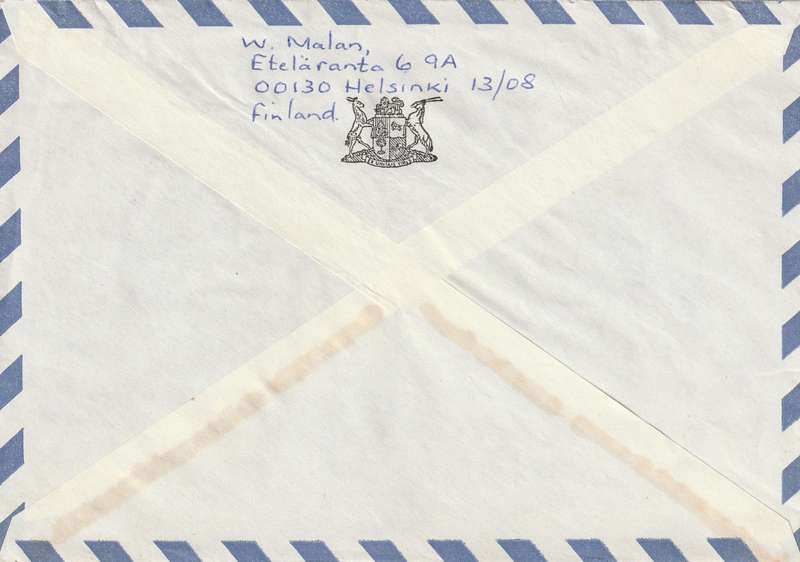 W. Malan,
Eteläranta 6 9A
00130 Helsinki 13/08
Finland.